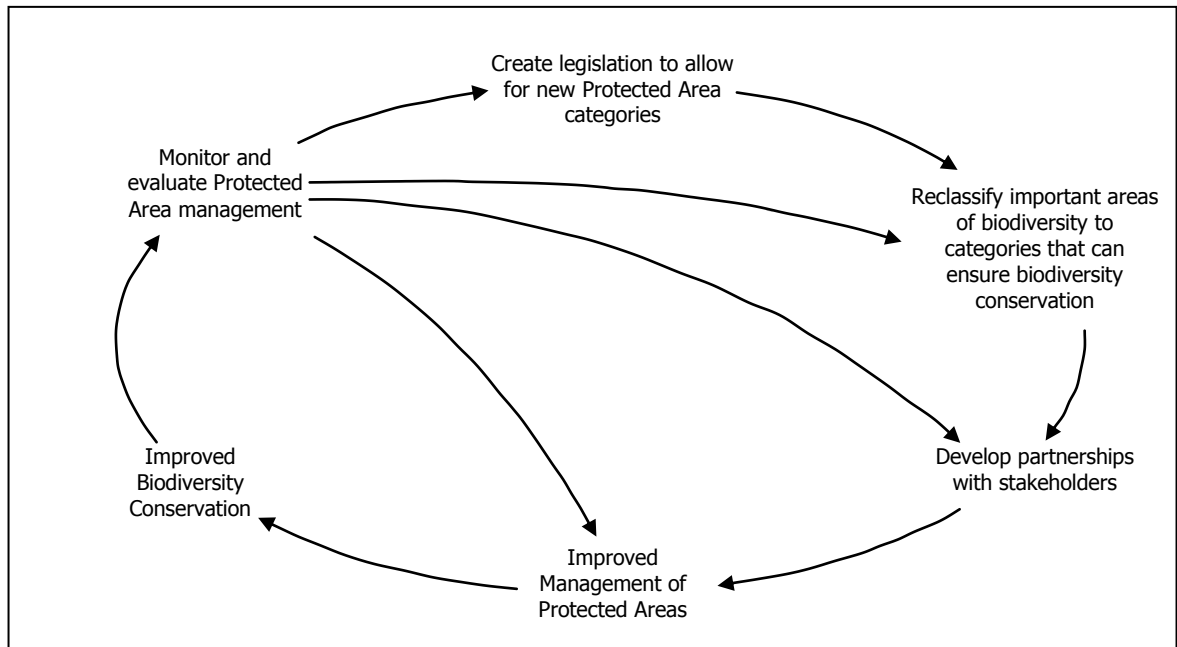 Create legislation to allow
for new Protected Area
categories
Monitor and
evaluate Protected
Area management
Reclassify important areas
of biodiversity to
categories that can
ensure biodiversity
conservation
Improved
Biodiversity
Conservation
Develop partnerships
with stakeholders
Improved
Management of
Protected Areas